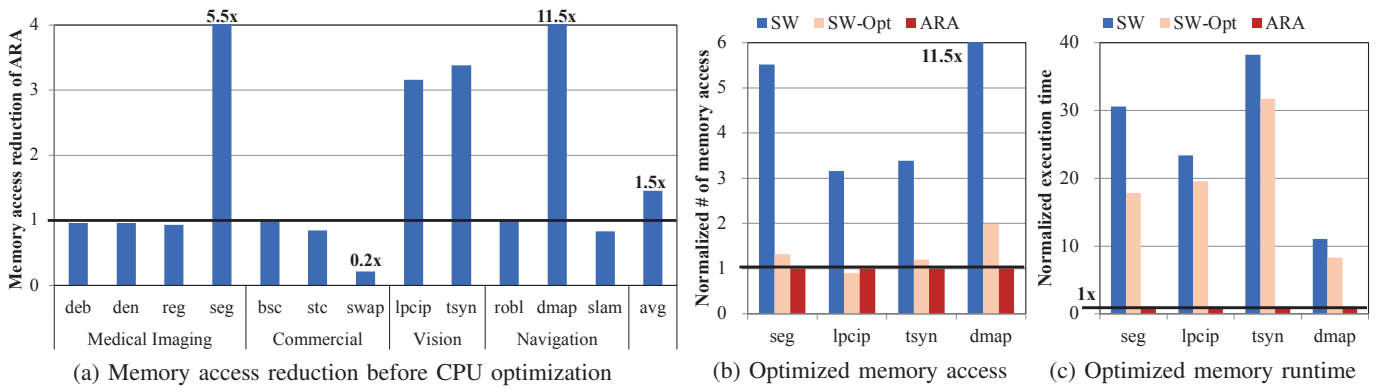 Memory access reduction of ARA
4
3
2
1
0
5.5x
0.2x
11.5x
1.5x
deb den reg seg bsc stc swap lpcip tsyn robl dmap slam avg
Medical Imaging Commercial Vision Navigation
(a) Memory access reduction before CPU optimization
SW SW-Opt ARA
Normalized # of memory access
6
5
4
3
2
1
0
11.5x
seg lpcip tsyn dmap
(b) Optimized memory access
SW SW-Opt ARA
Normalized execution time
40
30
20
10
0
1x
seg lpcip tsyn dmap
(c) Optimized memory runtime